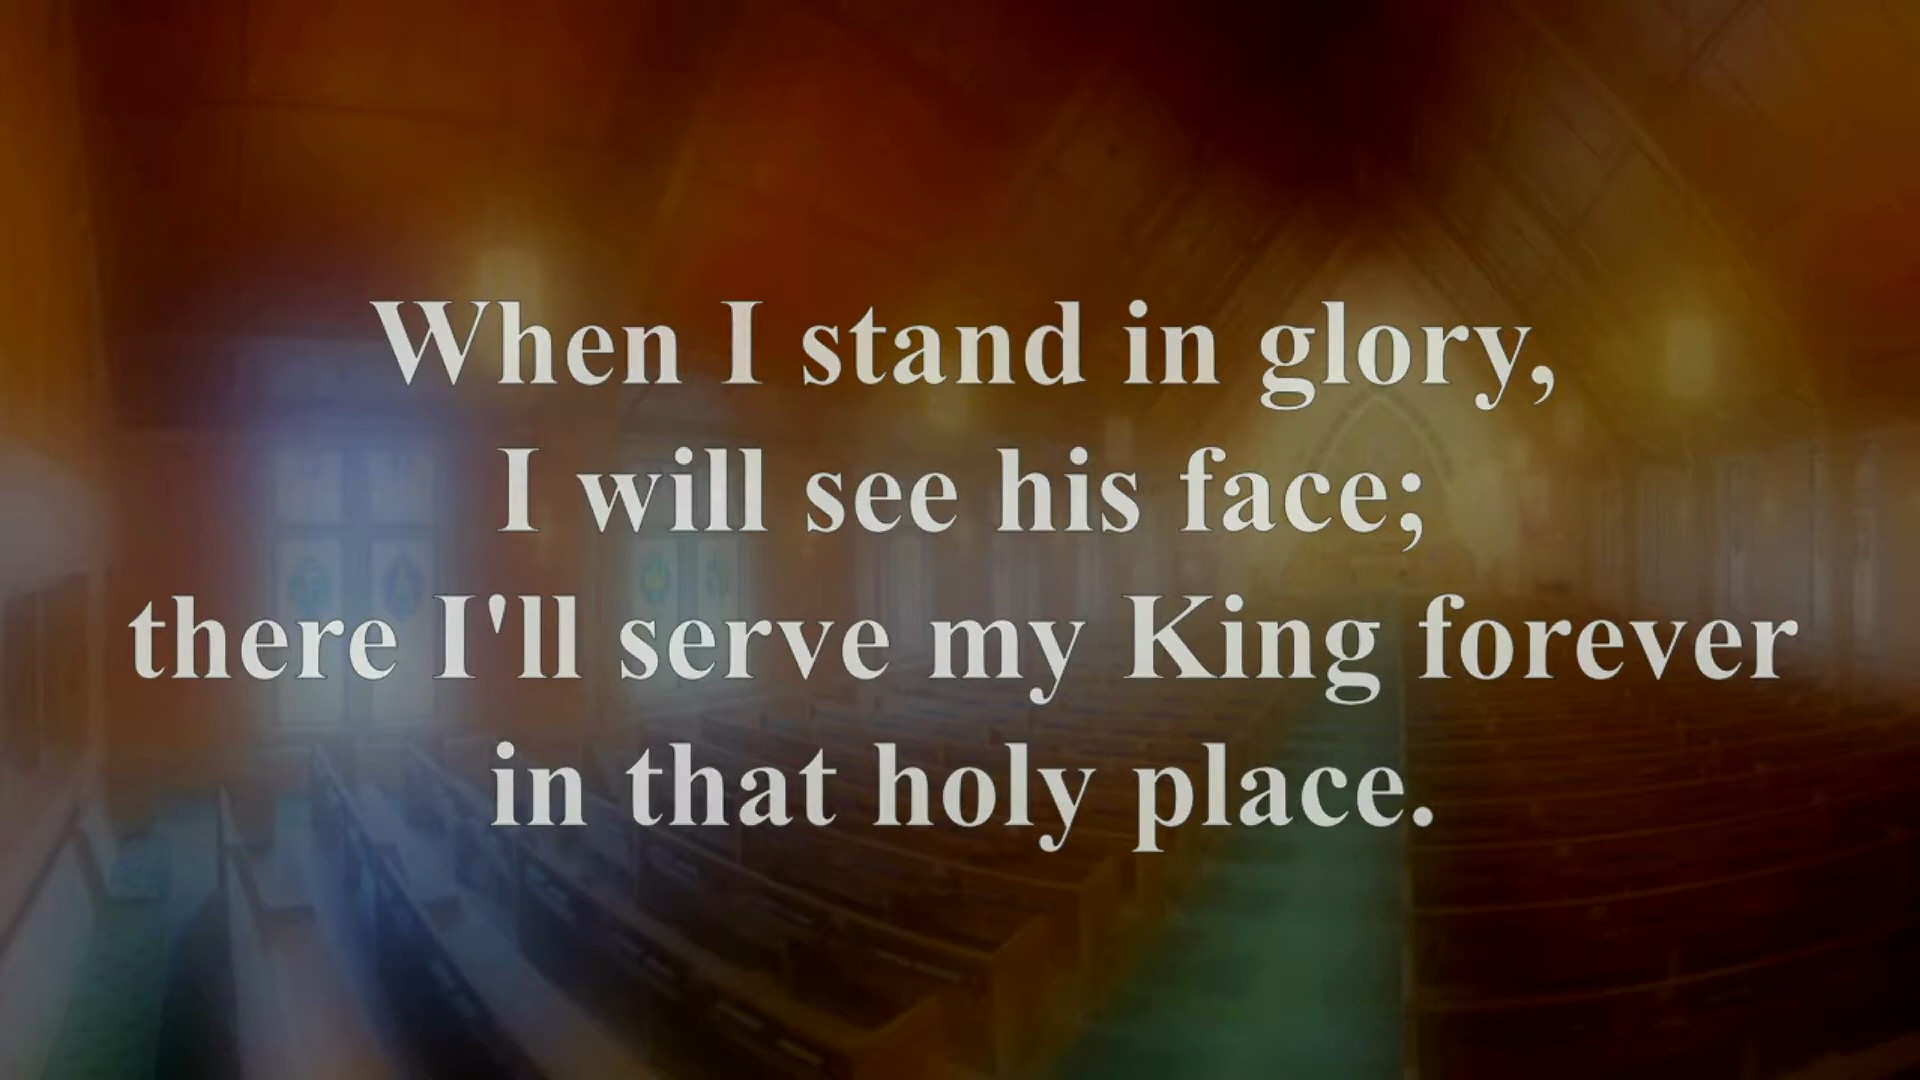 When I stand in glory,
I will see his face;
there I'll serve my King forever
in that holy place.